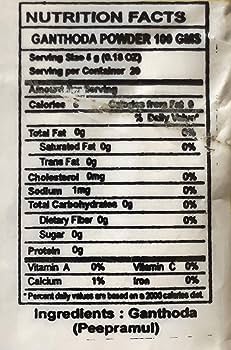 NUTRITION FACTS
GANTHODA POWDER 100 GMS
Serving Size 5 g (0.18 OZ)
Serving per Container 20
Amount Per Serving
Calories Calories from Fat 0
% Daily Value*
Total Fat 0g 0%
Saturated Fat 0g 0%
Trans Fat 0g
Cholesterol 0mg 0%
Sodium 1mg 0%
Total Carbohydrates 0g 0%
Dietary Fiber 0g 0%
Sugar 0g
Protein 0g
Vitamin A 0% Vitamin C 0%
Calcium 1% Iron 0%
* Percent daily values are based on a 2000 calories diet.
Ingredients : Ganthoda
(Peepramul)